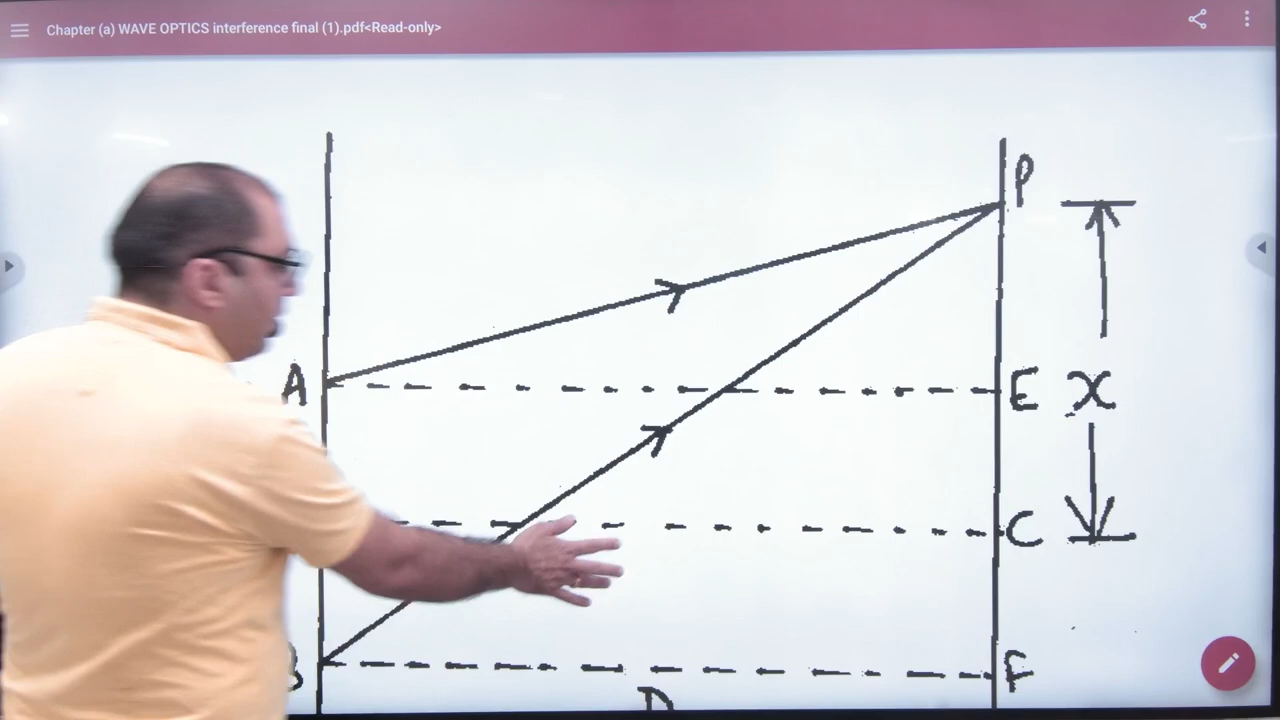 Chapter (a) WAVE OPTICS interference final (1).pdf<Read-only>
P
A
E x
C
B
F
D